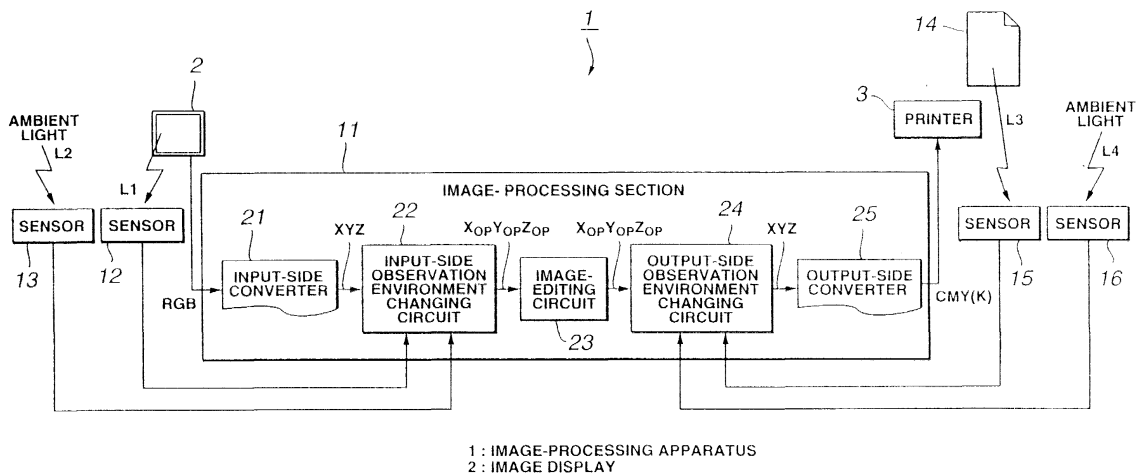 1
14
2
3
AMBIENT
LIGHT
L2
PRINTER
L3
AMBIENT
LIGHT
L4
11
L1
IMAGE- PROCESSING SECTION
SENSOR
SENSOR
13
12
21
22
24
25
SENSOR
SENSOR
15
16
XYZ
XOPYOPZOP
XOPYOPZOP
XYZ
RGB
INPUT-SIDE
CONVERTER
INPUT-SIDE
OBSERVATION
ENVIRONMENT
CHANGING
CIRCUIT
IMAGE-
EDITING
CIRCUIT
23
OUTPUT-SIDE
OBSERVATION
ENVIRONMENT
CHANGING
CIRCUIT
OUTPUT-SIDE
CONVERTER
CMY(K)
1 : IMAGE-PROCESSING APPARATUS
2 : IMAGE DISPLAY